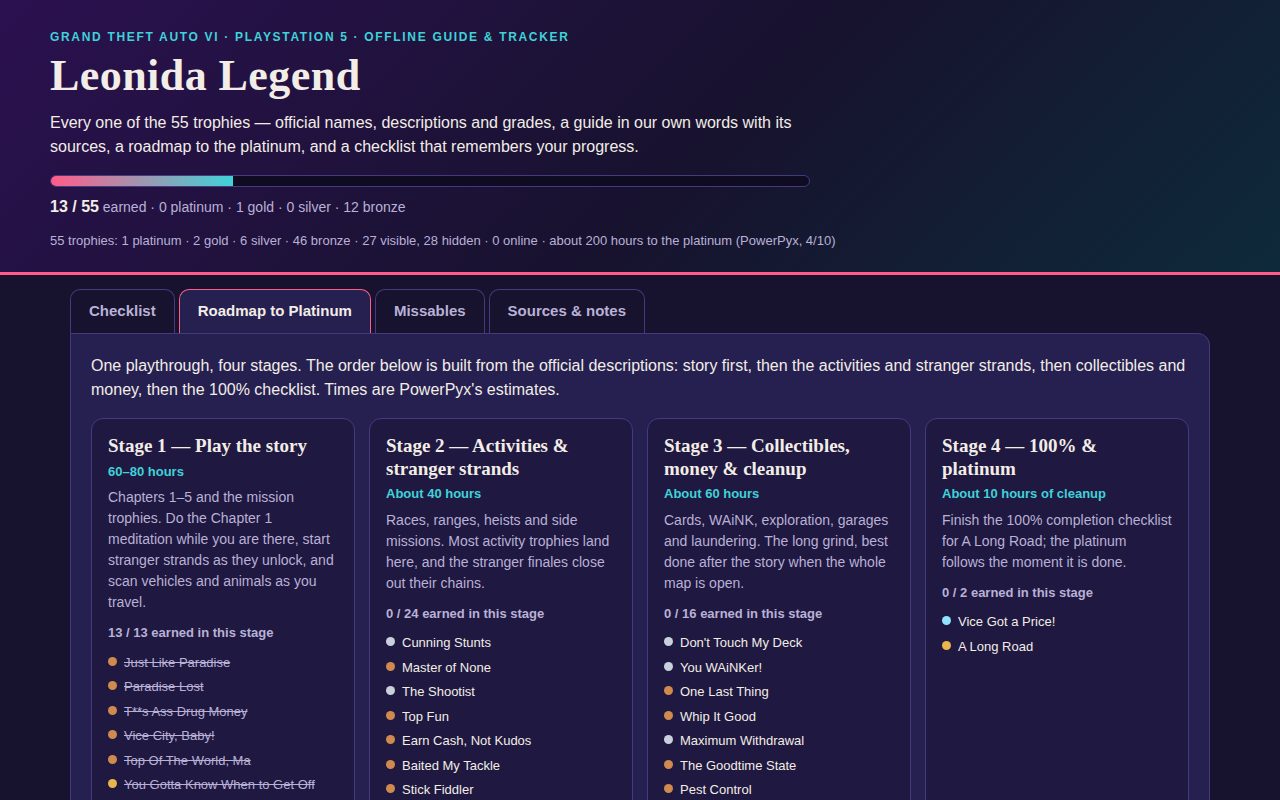 GRAND THEFT AUTO VI · PLAYSTATION 5 · OFFLINE GUIDE & TRACKER
Leonida Legend
Every one of the 55 trophies — official names, descriptions and grades, a guide in our own words with its
sources, a roadmap to the platinum, and a checklist that remembers your progress.
13 / 55 earned · 0 platinum · 1 gold · 0 silver · 12 bronze
55 trophies: 1 platinum · 2 gold · 6 silver · 46 bronze · 27 visible, 28 hidden · 0 online · about 200 hours to the platinum (PowerPyx, 4/10)
Checklist
Roadmap to Platinum
Missables
Sources & notes
One playthrough, four stages. The order below is built from the official descriptions: story first, then the activities and stranger strands, then collectibles and
money, then the 100% checklist. Times are PowerPyx's estimates.
Stage 1 — Play the story
60–80 hours
Chapters 1–5 and the mission
trophies. Do the Chapter 1
meditation while you are there, start
stranger strands as they unlock, and
scan vehicles and animals as you
travel.
13 / 13 earned in this stage
Just Like Paradise
Paradise Lost
T**s Ass Drug Money
Vice City, Baby!
Top Of The World, Ma
You Gotta Know When to Get Off
Stage 2 — Activities &
stranger strands
About 40 hours
Races, ranges, heists and side
missions. Most activity trophies land
here, and the stranger finales close
out their chains.
0 / 24 earned in this stage
Cunning Stunts
Master of None
The Shootist
Top Fun
Earn Cash, Not Kudos
Baited My Tackle
Stick Fiddler
Stage 3 — Collectibles,
money & cleanup
About 60 hours
Cards, WAiNK, exploration, garages
and laundering. The long grind, best
done after the story when the whole
map is open.
0 / 16 earned in this stage
Don't Touch My Deck
You WAiNKer!
One Last Thing
Whip It Good
Maximum Withdrawal
The Goodtime State
Pest Control
Stage 4 — 100% &
platinum
About 10 hours of cleanup
Finish the 100% completion checklist
for A Long Road; the platinum
follows the moment it is done.
0 / 2 earned in this stage
Vice Got a Price!
A Long Road